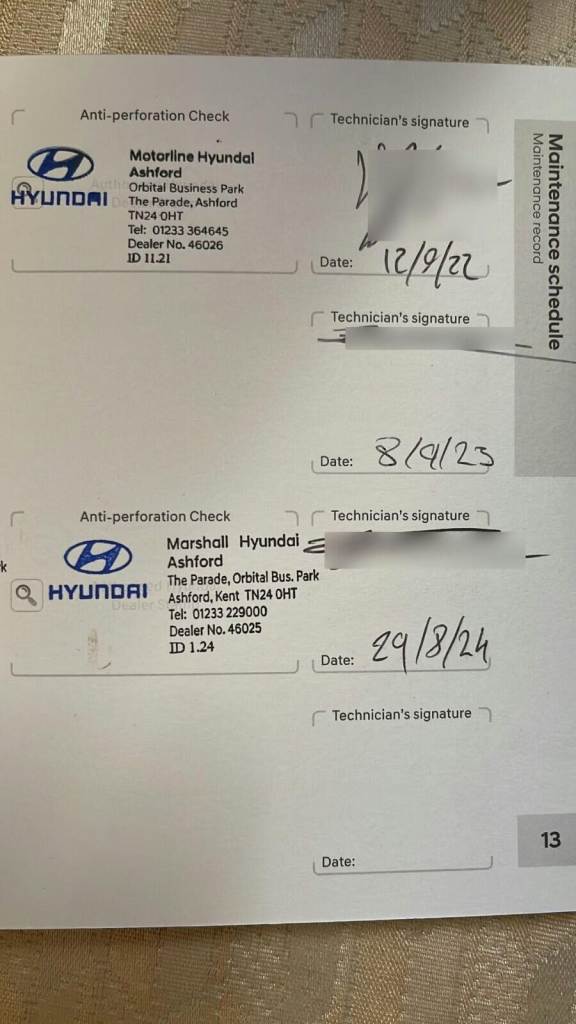 Anti-perforation Check
Technician's signature
HYUNDAI
Motorline Hyundai
Ashford
Orbital Business Park
The Parade, Ashford
TN24 0HT
Tel: 01233 364645
Dealer No. 46026
ID 11.21
Date: 12/9/22
Maintenance schedule
Maintenance record
Technician's signature
Date: 8/9/23
Anti-perforation Check
Technician's signature
k
HYUNDAI
Marshall Hyundai
Ashford
The Parade, Orbital Bus. Park
Ashford, Kent TN24 0HT
Tel: 01233 229000
Dealer No. 46025
ID 1.24
Date: 29/8/24
Technician's signature
Date:
13